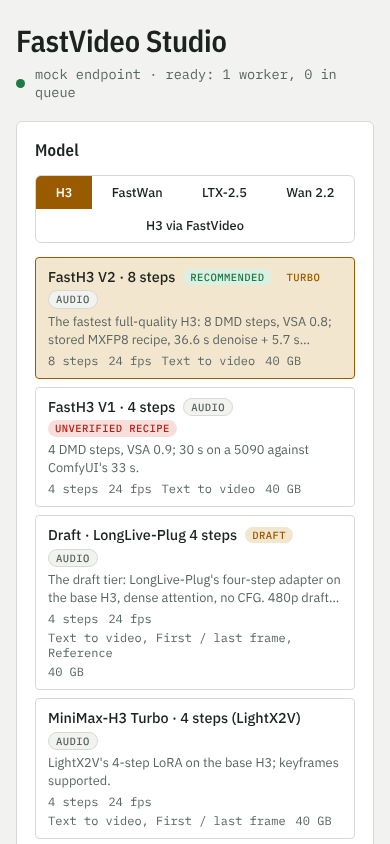 FastVideo Studio
mock endpoint · ready: 1 worker, 0 in
queue
Model
H3 FastWan LTX-2.5 Wan 2.2
H3 via FastVideo
FastH3 V2 · 8 steps RECOMMENDED TURBO
AUDIO
The fastest full-quality H3: 8 DMD steps, VSA 0.8;
stored MXFP8 recipe, 36.6 s denoise + 5.7 s...
8 steps 24 fps Text to video 40 GB
FastH3 V1 · 4 steps AUDIO
UNVERIFIED RECIPE
4 DMD steps, VSA 0.9; 30 s on a 5090 against
ComfyUI's 33 s.
4 steps 24 fps Text to video 40 GB
Draft · LongLive-Plug 4 steps DRAFT
AUDIO
The draft tier: LongLive-Plug's four-step adapter on
the base H3, dense attention, no CFG. 480p draft...
4 steps 24 fps
Text to video, First / last frame,
Reference
40 GB
MiniMax-H3 Turbo · 4 steps (LightX2V)
AUDIO
LightX2V's 4-step LoRA on the base H3; keyframes
supported.
4 steps 24 fps
Text to video, First / last frame 40 GB